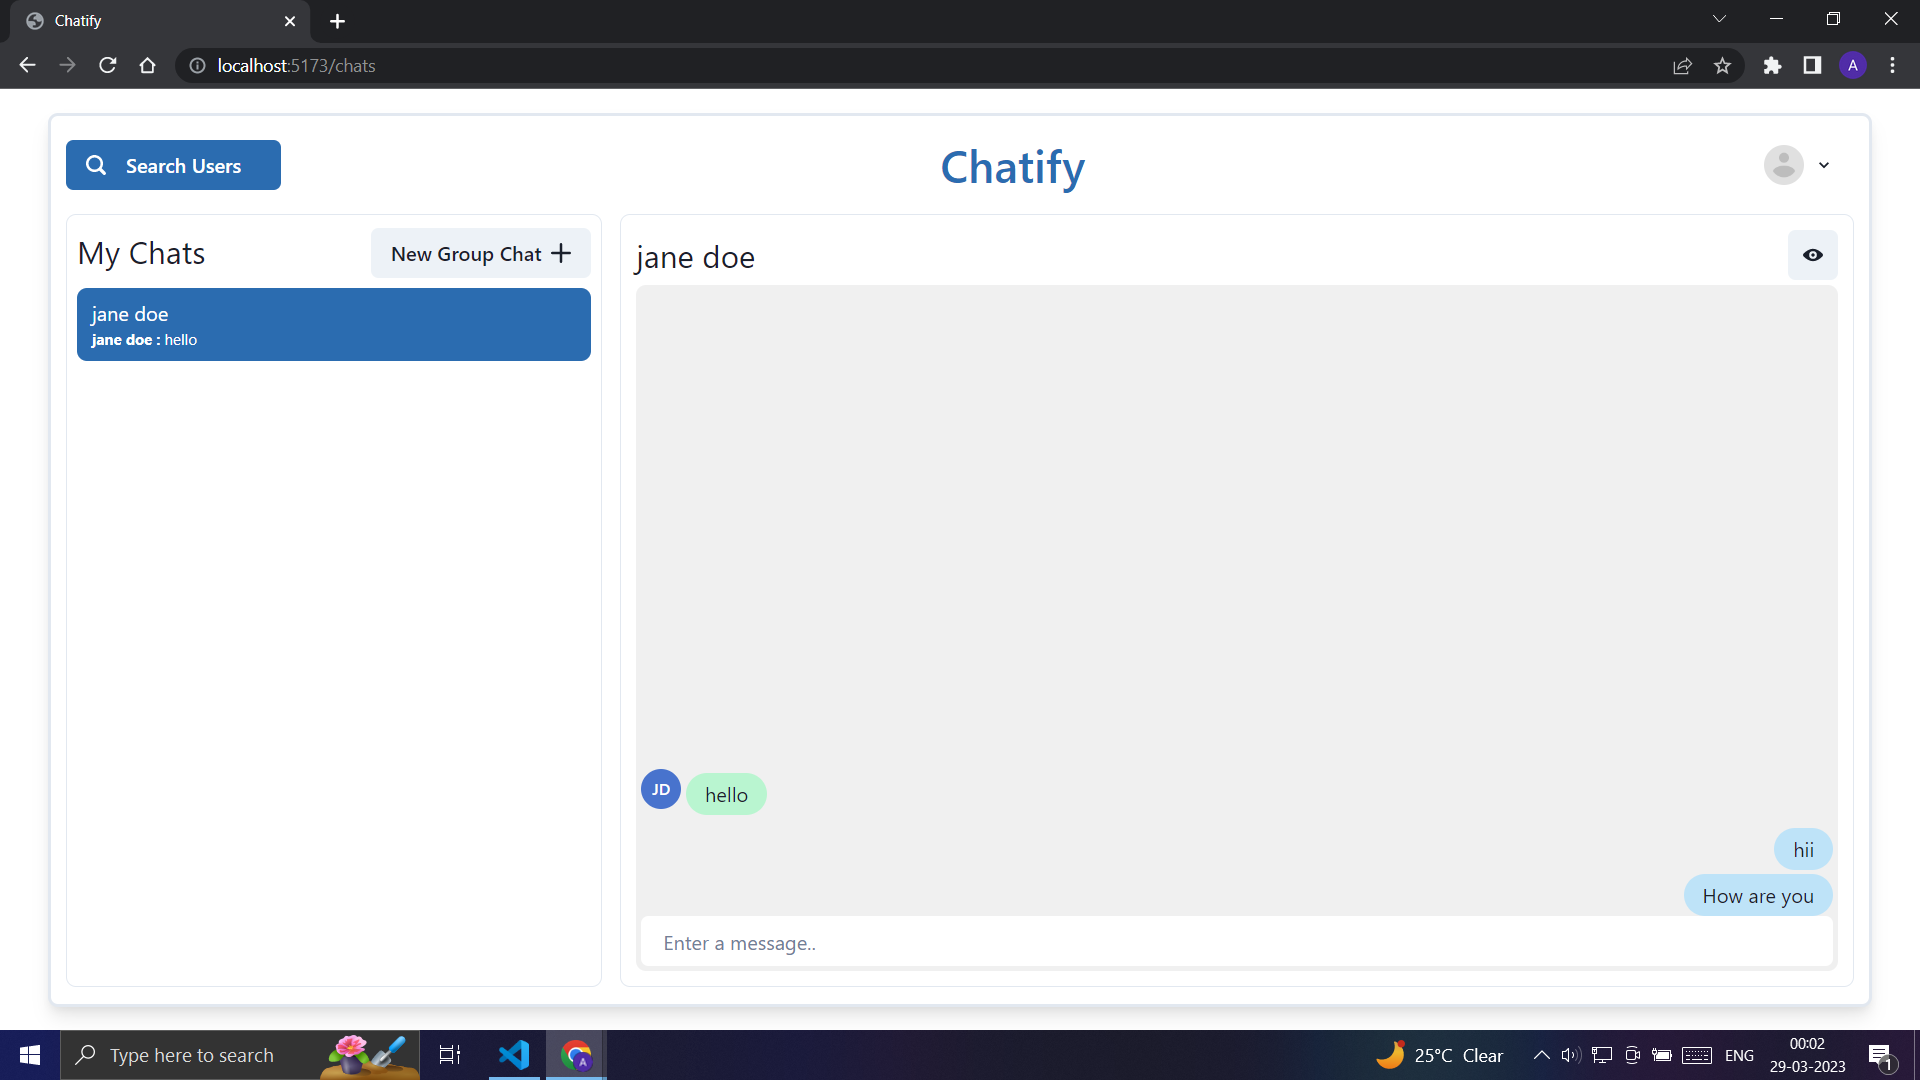 Chatify
localhost:5173/chats
A
Search Users
Chatify
My Chats
New Group Chat
jane doe
jane doe : hello
jane doe
JD
hello
hii
How are you
Enter a message..
Type here to search
A
25°C Clear
ENG
00:02
29-03-2023
1